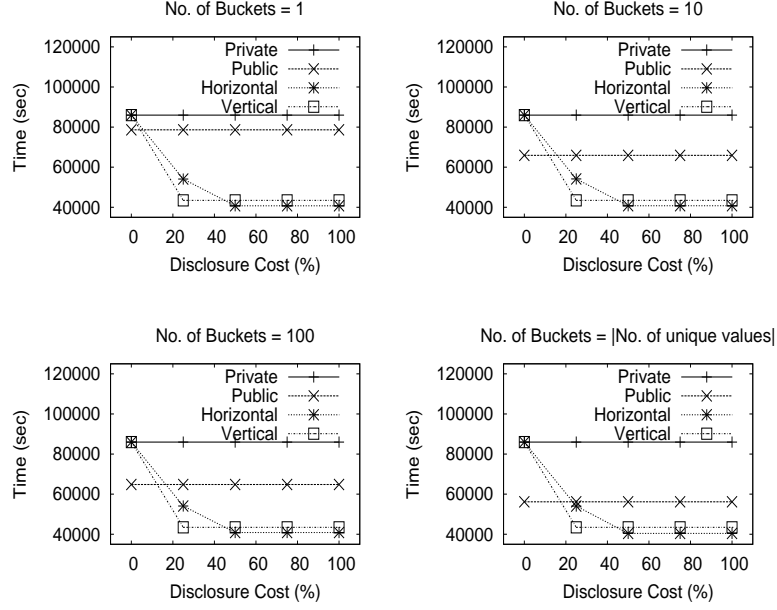 No. of Buckets = 1
120000
100000
80000
60000
40000
Time (sec)
Private
Public
Horizontal
Vertical
0 20 40 60 80 100
Disclosure Cost (%)
No. of Buckets = 10
120000
100000
80000
60000
40000
Time (sec)
Private
Public
Horizontal
Vertical
0 20 40 60 80 100
Disclosure Cost (%)
No. of Buckets = 100
120000
100000
80000
60000
40000
Time (sec)
Private
Public
Horizontal
Vertical
0 20 40 60 80 100
Disclosure Cost (%)
No. of Buckets = |No. of unique values|
120000
100000
80000
60000
40000
Time (sec)
Private
Public
Horizontal
Vertical
0 20 40 60 80 100
Disclosure Cost (%)